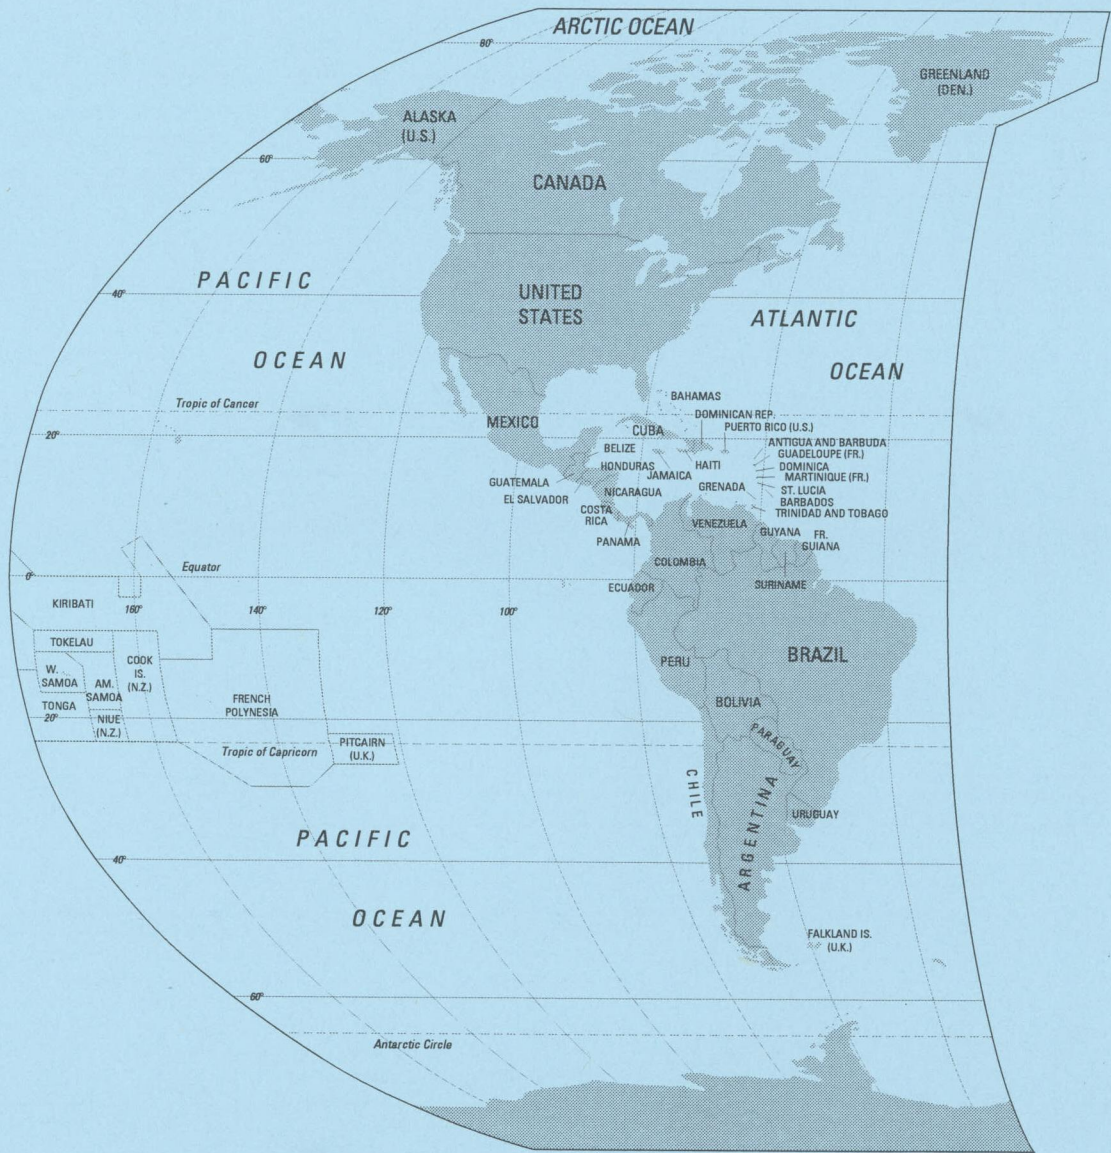 ARCTIC OCEAN
80°
GREENLAND
(DEN.)
ALASKA
(U.S.)
60°
CANADA
PACIFIC
OCEAN
40°
UNITED
STATES
ATLANTIC
OCEAN
Tropic of Cancer
20°
MEXICO
BAHAMAS
CUBA
DOMINICAN REP.
PUERTO RICO (U.S.)
ANTIGUA AND BARBUDA
GUADELOUPE (FR.)
DOMINICA
MARTINIQUE (FR.)
ST. LUCIA
BARBADOS
TRINIDAD AND TOBAGO
BELIZE
HONDURAS
JAMAICA
HAITI
GRENADA
GUATEMALA
EL SALVADOR
NICARAGUA
COSTA
RICA
PANAMA
VENEZUELA
GUYANA
FR.
GUIANA
COLOMBIA
SURINAME
ECUADOR
Equator
0°
160°
140°
120°
100°
KIRIBATI
TOKELAU
W.
SAMOA
AM.
SAMOA
COOK
IS.
(N.Z.)
TONGA
NIUE
(N.Z.)
20°
FRENCH
POLYNESIA
Tropic of Capricorn
PITCAIRN
(U.K.)
PERU
BRAZIL
BOLIVIA
PARAGUAY
CHILE
ARGENTINA
URUGUAY
PACIFIC
OCEAN
40°
FALKLAND IS.
(U.K.)
60°
Antarctic Circle